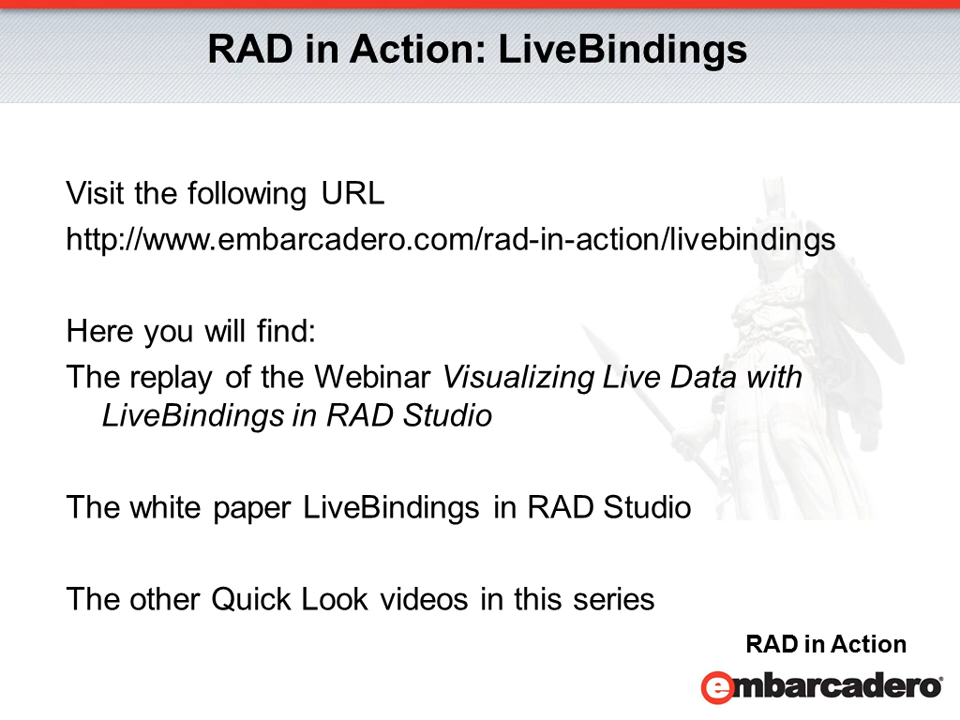 RAD in Action: LiveBindings
Visit the following URL
http://www.embarcadero.com/rad-in-action/livebindings
Here you will find:
The replay of the Webinar Visualizing Live Data with
LiveBindings in RAD Studio
The white paper LiveBindings in RAD Studio
The other Quick Look videos in this series
RAD in Action
embarcadero®